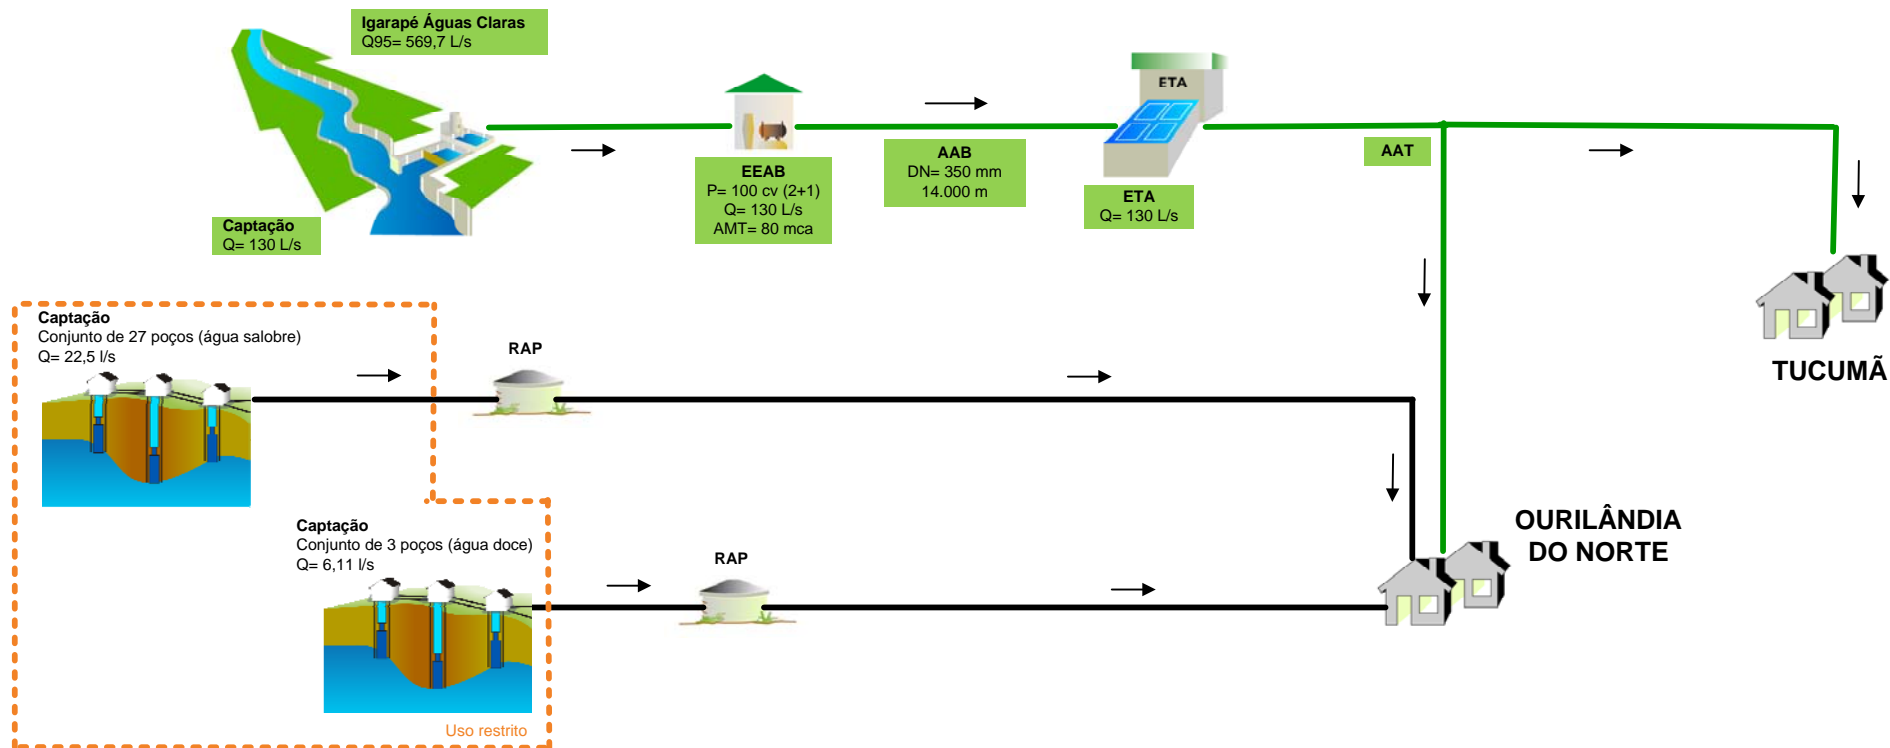 Igarapé Águas Claras
Q95= 569,7 L/s
ETA
EEAB
P= 100 cv (2+1)
Q= 130 L/s
AMT= 80 mca
AAB
DN= 350 mm
14.000 m
ETA
Q= 130 L/s
AAT
Captação
Q= 130 L/s
TUCUMÃ
Captação
Conjunto de 27 poços (água salobre)
Q= 22,5 l/s
RAP
Captação
Conjunto de 3 poços (água doce)
Q= 6,11 l/s
RAP
OURILÂNDIA
DO NORTE
Uso restrito